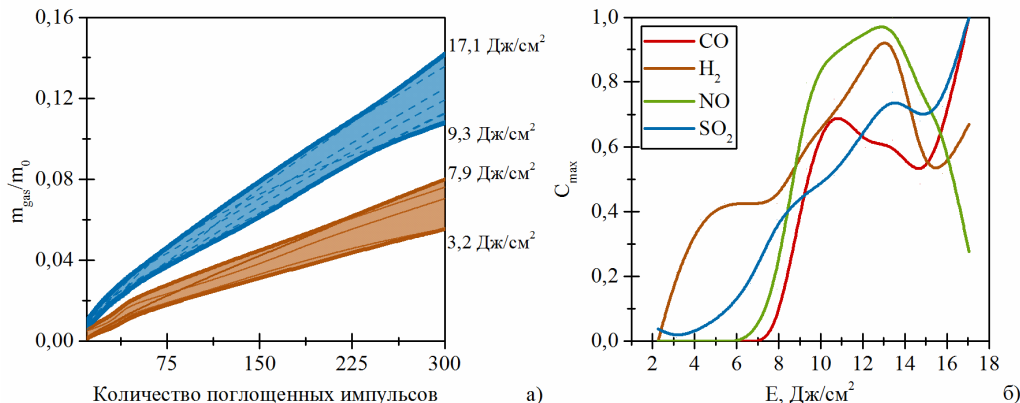 0,16
0,12
0,08
0,04
0,00
m_gas/m_0
17,1 Дж/см²
9,3 Дж/см²
7,9 Дж/см²
3,2 Дж/см²
75
150
225
300
Количество поглощенных импульсов
а)
1,0
0,8
0,6
0,4
0,2
0,0
C_max
CO
H₂
NO
SO₂
2
4
6
8
10
12
14
16
18
E, Дж/см²
б)